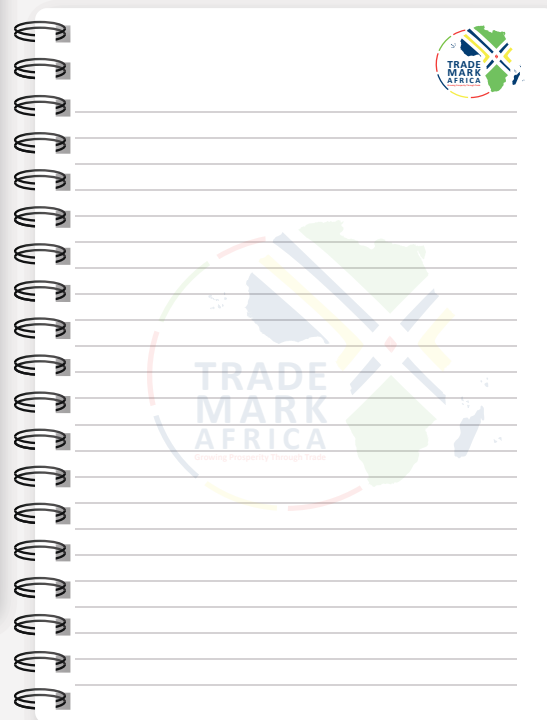 TRADE
MARK
AFRICA
TRADE
MARK
AFRICA
Growing Prosperity Through Trade